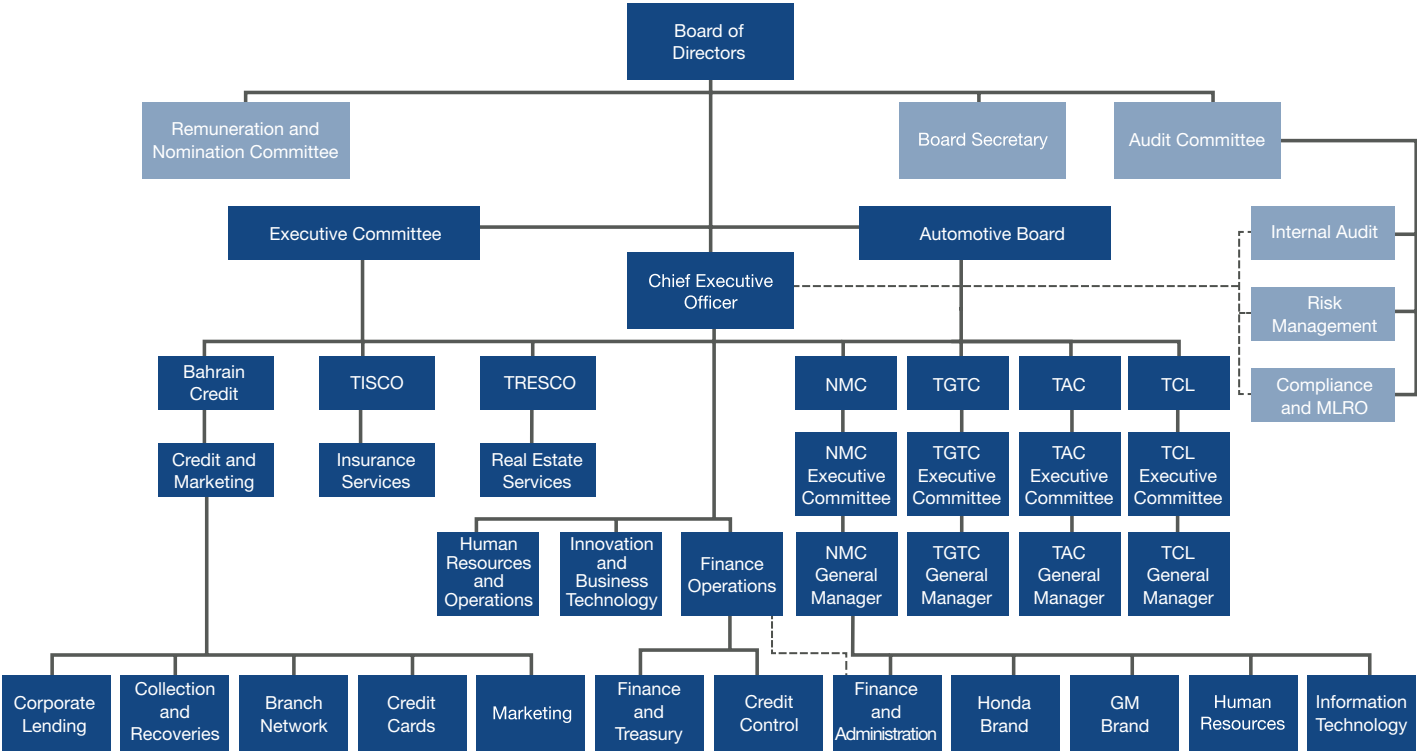 Board of
Directors
Remuneration and
Nomination Committee
Board Secretary
Audit Committee
Executive Committee
Automotive Board
Internal Audit
Chief Executive
Officer
Risk
Management
Bahrain
Credit
TISCO
TRESCO
NMC
TGTC
TAC
TCL
Compliance
and MLRO
Credit and
Marketing
Insurance
Services
Real Estate
Services
NMC
Executive
Committee
TGTC
Executive
Committee
TAC
Executive
Committee
TCL
Executive
Committee
Human
Resources
and
Operations
Innovation
and
Business
Technology
Finance
Operations
NMC
General
Manager
TGTC
General
Manager
TAC
General
Manager
TCL
General
Manager
Corporate
Lending
Collection
and
Recoveries
Branch
Network
Credit
Cards
Marketing
Finance
and
Treasury
Credit
Control
Finance
and
Administration
Honda
Brand
GM
Brand
Human
Resources
Information
Technology